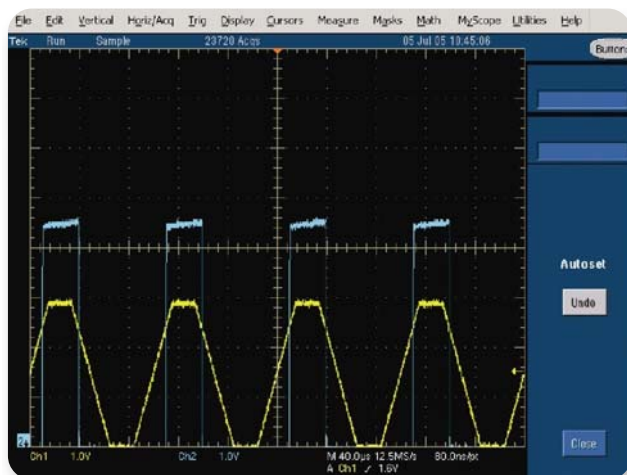 File Edit Vertical Horiz/Acq Trig Display Cursors Measure Masks Math MyScope Utilities Help
Tek Run Sample 23720 Acqs 05 Jul 05 10:45:06 Buttons
Autoset
Undo
2
Close
Ch1 1.0V Ch2 1.0V M 40.0µs 12.5MS/s 80.0ns/pt
A Ch1 ∕ 1.6V